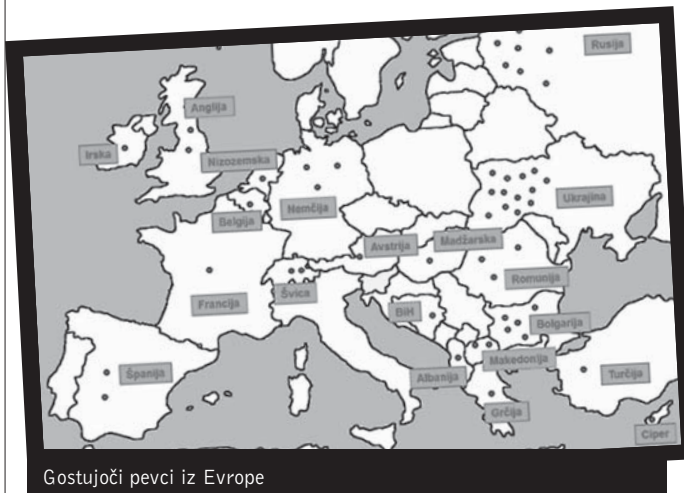 Rusija
Anglija
Irska
Nizozemska
Ukrajina
Nemčija
Belgija
Avstrija
Madžarska
Romunija
Švica
Francija
BiH
Bolgarija
Makedonija
Albanija
Španija
Turčija
Grčija
Ciper
Gostujoči pevci iz Evrope